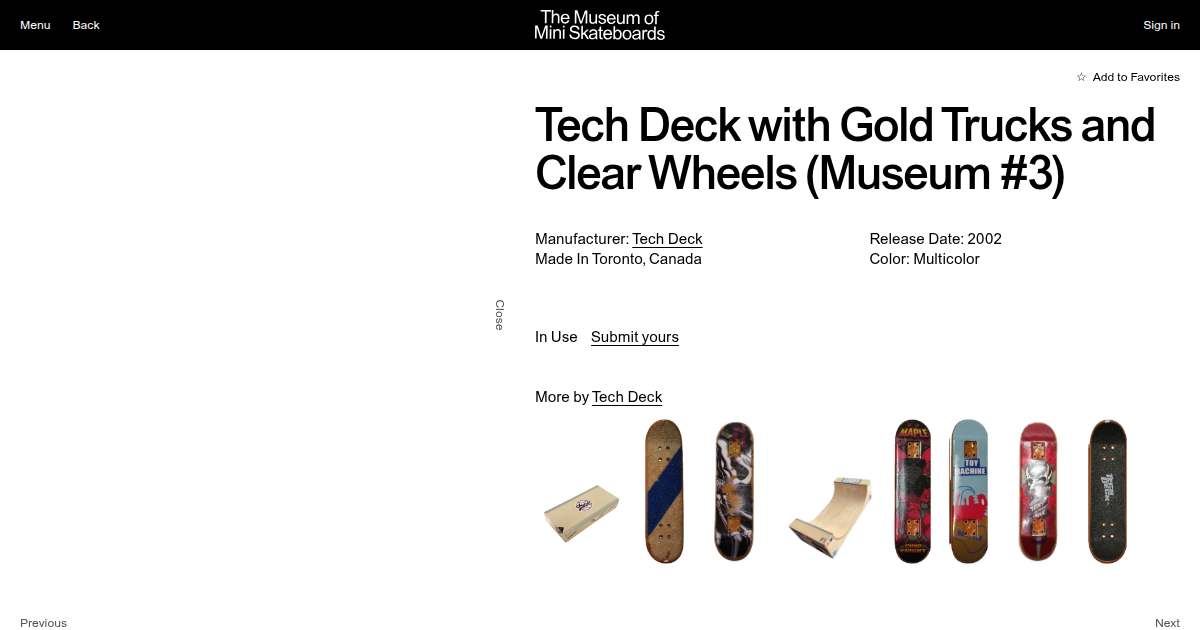 Menu
Back
The Museum of
Mini Skateboards
Sign in
☆ Add to Favorites
Tech Deck with Gold Trucks and
Clear Wheels (Museum #3)
Manufacturer: Tech Deck
Made In Toronto, Canada
Release Date: 2002
Color: Multicolor
Close
In Use
Submit yours
More by Tech Deck
MAPLE
TOY
MACHINE
Previous
Next